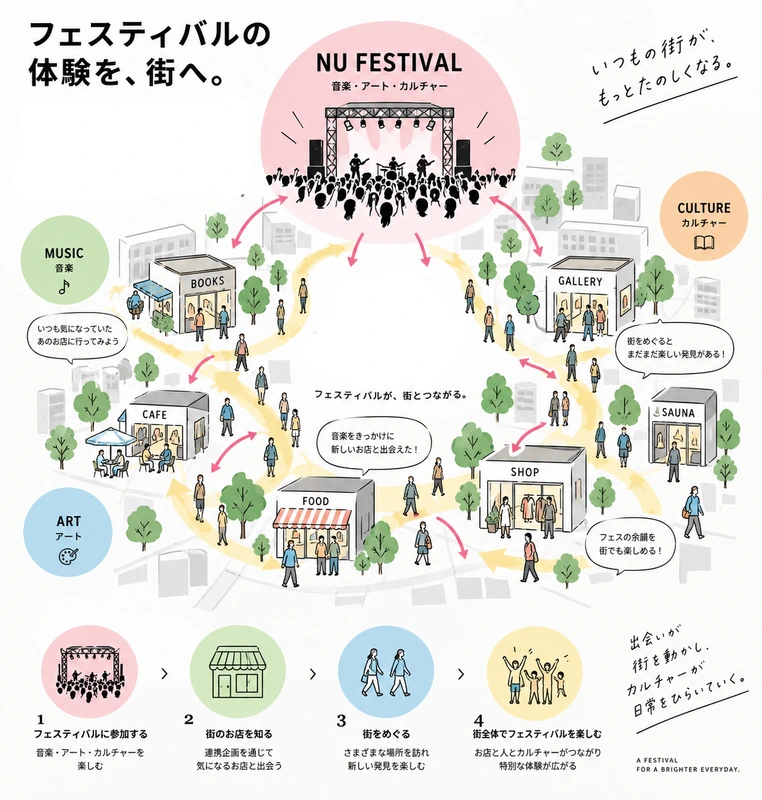 フェスティバルの
体験を、街へ。
NU FESTIVAL
音楽・アート・カルチャー
いつもの街が、
もっとたのしくなる。
MUSIC
音楽
CULTURE
カルチャー
BOOKS
GALLERY
いつも気になっていた
あのお店に行ってみよう
街をめぐると
まだまだ楽しい発見がある！
フェスティバルが、街とつながる。
CAFE
SAUNA
音楽をきっかけに
新しいお店と出会えた！
SHOP
FOOD
ART
アート
フェスの余韻を
街でも楽しめる！
1
フェスティバルに参加する
音楽・アート・カルチャーを
楽しむ
2
街のお店を知る
連携企画を通じて
気になるお店と出会う
3
街をめぐる
さまざまな場所を訪れ
新しい発見を楽しむ
4
街全体でフェスティバルを楽しむ
お店と人とカルチャーがつながり
特別な体験が広がる
出会いが
街を動かし、
カルチャーが
日常をひらいていく。
A FESTIVAL
FOR A BRIGHTER EVERYDAY.